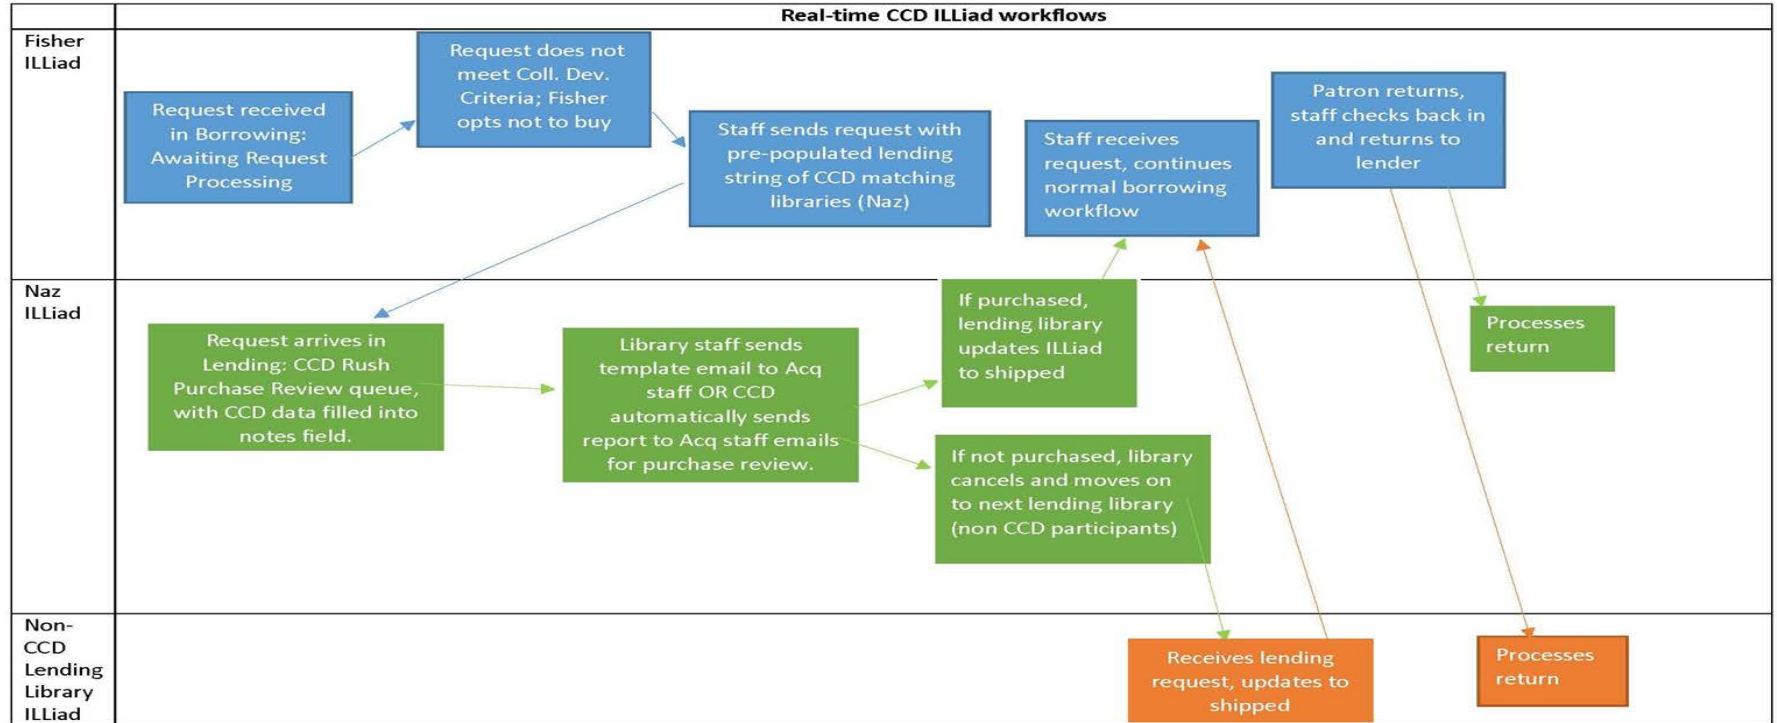 Real-time CCD ILLiad workflows
Fisher
ILLiad
Request received
in Borrowing:
Awaiting Request
Processing
Request does not
meet Coll. Dev.
Criteria; Fisher
opts not to buy
Staff sends request with
pre-populated lending
string of CCD matching
libraries (Naz)
Staff receives
request, continues
normal borrowing
workflow
Patron returns,
staff checks back in
and returns to
lender
Naz
ILLiad
Request arrives in
Lending: CCD Rush
Purchase Review queue,
with CCD data filled into
notes field.
Library staff sends
template email to Acq
staff OR CCD
automatically sends
report to Acq staff emails
for purchase review.
If purchased,
lending library
updates ILLiad
to shipped
If not purchased, library
cancels and moves on
to next lending library
(non CCD participants)
Processes
return
Non-
CCD
Lending
Library
ILLiad
Receives lending
request, updates to
shipped
Processes
return